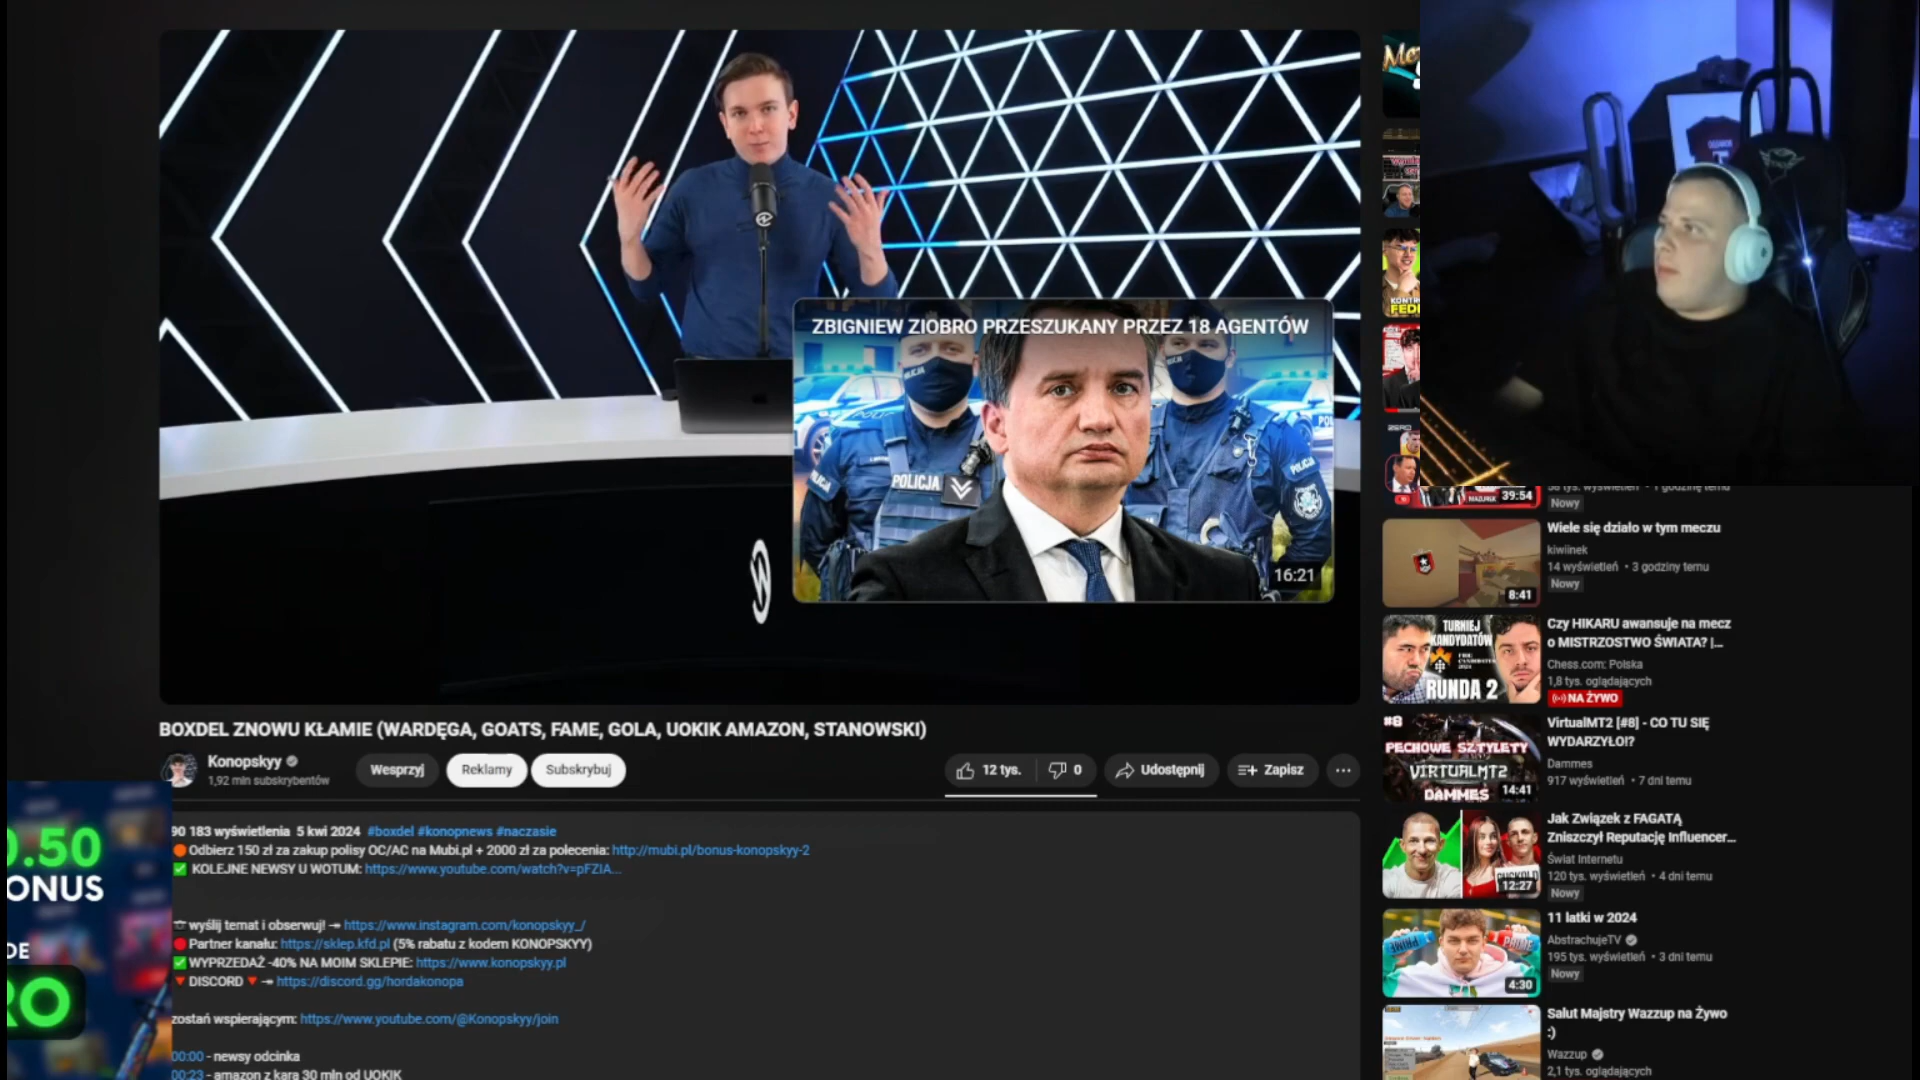 ZBIGNIEW ZIOBRO PRZESZUKANY PRZEZ 18 AGENTÓW
POLICJA
16:21
BOXDEL ZNOWU KŁAMIE (WARDĘGA, GOATS, FAME, GOLA, UOKIK AMAZON, STANOWSKI)
Konopskyy
1,92 mln subskrybentów
Wesprzyj
Reklamy
Subskrybuj
12 tys.
0
Udostępnij
Zapisz
90 183 wyświetlenia 5 kwi 2024 #boxdel #konopnews #naczasie
Odbierz 150 zł za zakup polisy OC/AC na Mubi.pl + 2000 zł za polecenia: http://mubi.pl/bonus-konopskyy-2
KOLEJNE NEWSY U WOTUM: https://www.youtube.com/watch?v=pFZIA...
wyślij temat i obserwuj! → https://www.instagram.com/konopskyy_/
Partner kanału: https://sklep.kfd.pl (5% rabatu z kodem KONOPSKYY)
WYPRZEDAŻ -40% NA MOIM SKLEPIE: https://www.konopskyy.pl
DISCORD → https://discord.gg/hordakonopa
zostań wspierającym: https://www.youtube.com/@Konopskyy/join
00:00 - newsy odcinka
00:23 - amazon z karą 30 mln od UOKIK
0.50
ONUS
DE
RO
39:54
Nowy
Wiele się działo w tym meczu
kiwiinek
14 wyświetleń • 3 godziny temu
Nowy
8:41
TURNIEJ
KANDYDATÓW
RUNDA 2
Czy HIKARU awansuje na mecz
o MISTRZOSTWO ŚWIATA? |...
Chess.com: Polska
1,8 tys. oglądających
NA ŻYWO
#8
PECHOWE SZTYLETY
VIRTUALMT2
DAMMES
14:41
VirtualMT2 [#8] - CO TU SIĘ
WYDARZYŁO!?
Dammes
917 wyświetleń • 7 dni temu
12:27
Jak Związek z FAGATĄ
Zniszczył Reputację Influencer...
Świat Internetu
120 tys. wyświetleń • 4 dni temu
Nowy
PRIME
4:30
11 latki w 2024
AbstrachujeTV
195 tys. wyświetleń • 3 dni temu
Nowy
Salut Majstry Wazzup na Żywo
:)
Wazzup
2,1 tys. oglądających